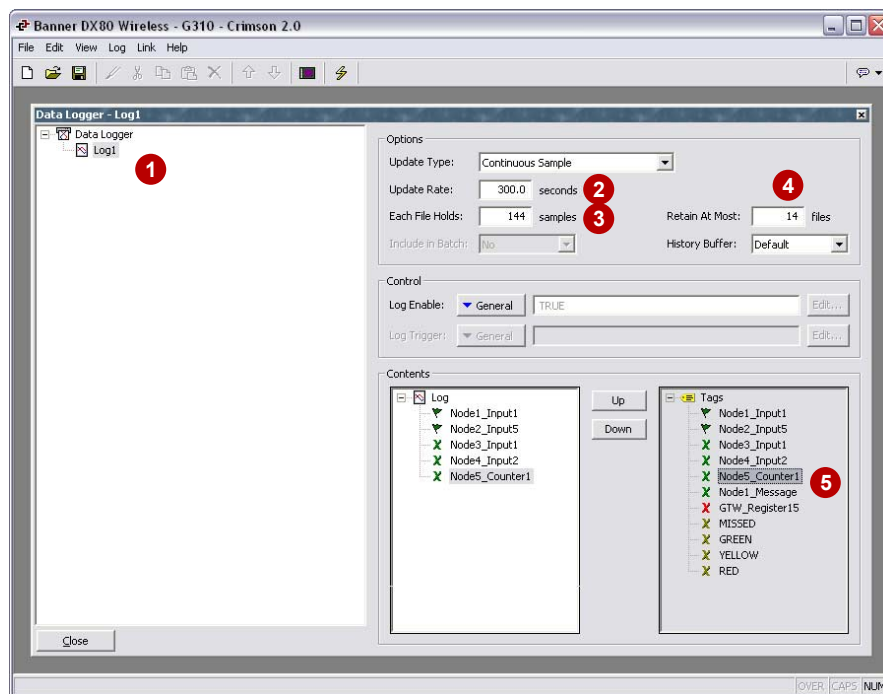 Banner DX80 Wireless - G310 - Crimson 2.0
File Edit View Log Link Help
Data Logger - Log1
Data Logger
Log1
1
Options
Update Type: Continuous Sample
Update Rate: 300.0 seconds 2
4
Each File Holds: 144 samples 3 Retain At Most: 14 files
Include in Batch: No History Buffer: Default
Control
Log Enable: General TRUE Edit...
Log Trigger: General Edit...
Contents
Log
Node1_Input1
Node2_Input5
Node3_Input1
Node4_Input2
Node5_Counter1
Up
Down
Tags
Node1_Input1
Node2_Input5
Node3_Input1
Node4_Input2
Node5_Counter1
5
Node1_Message
GTW_Register15
MISSED
GREEN
YELLOW
RED
Close
OVER CAPS NUM